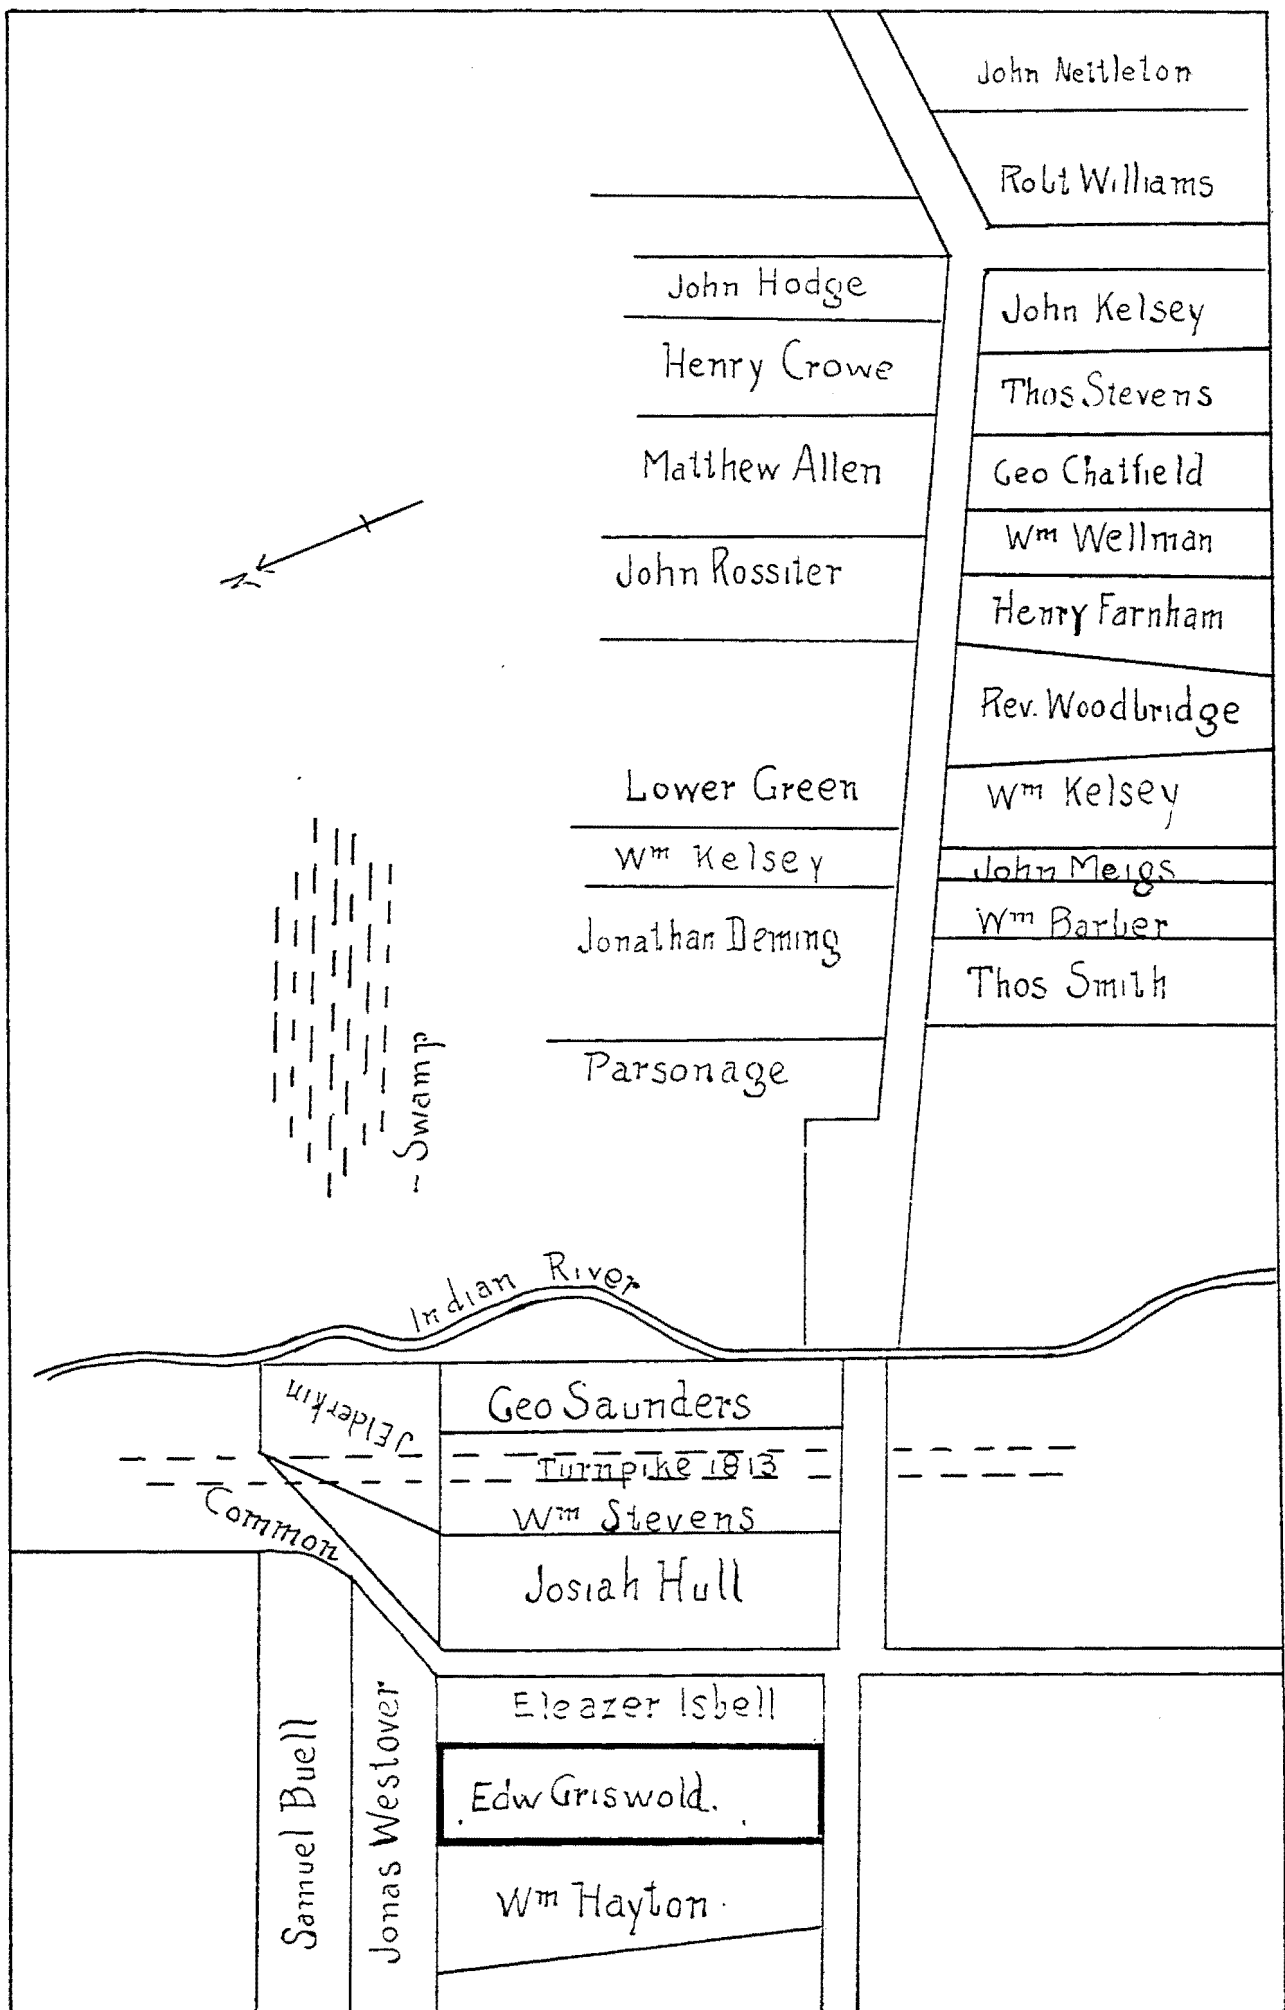 John Nettleton
Robt Williams
John Hodge
John Kelsey
Henry Crowe
Thos Stevens
Matthew Allen
Geo Chatfield
Wm Wellman
N
John Rossiter
Henry Farnham
Rev. Woodbridge
Lower Green
Wm Kelsey
Wm Kelsey
John Meigs
Jonathan Deming
Wm Barber
Thos Smith
Parsonage
Swamp
Indian River
J Elderkin
Geo Saunders
Turnpike 1813
Common
Wm Stevens
Josiah Hull
Eleazer Isbell
Samuel Buell
Jonas Westover
Edw Griswold.
Wm Hayton